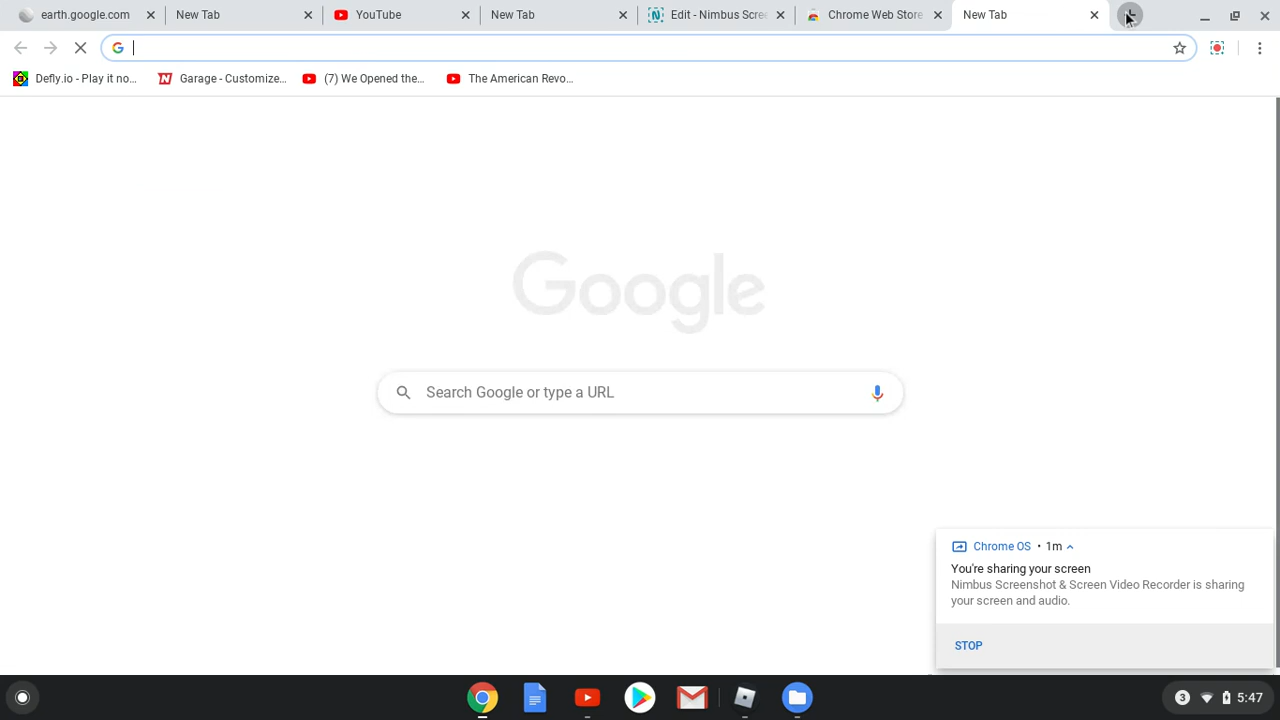 earth.google.com
New Tab
YouTube
New Tab
Edit - Nimbus Scree
Chrome Web Store
New Tab
Defly.io - Play it no...
Garage - Customize...
(7) We Opened the...
The American Revo...
Google
Search Google or type a URL
Chrome OS • 1m
You're sharing your screen
Nimbus Screenshot & Screen Video Recorder is sharing
your screen and audio.
STOP
3
5:47